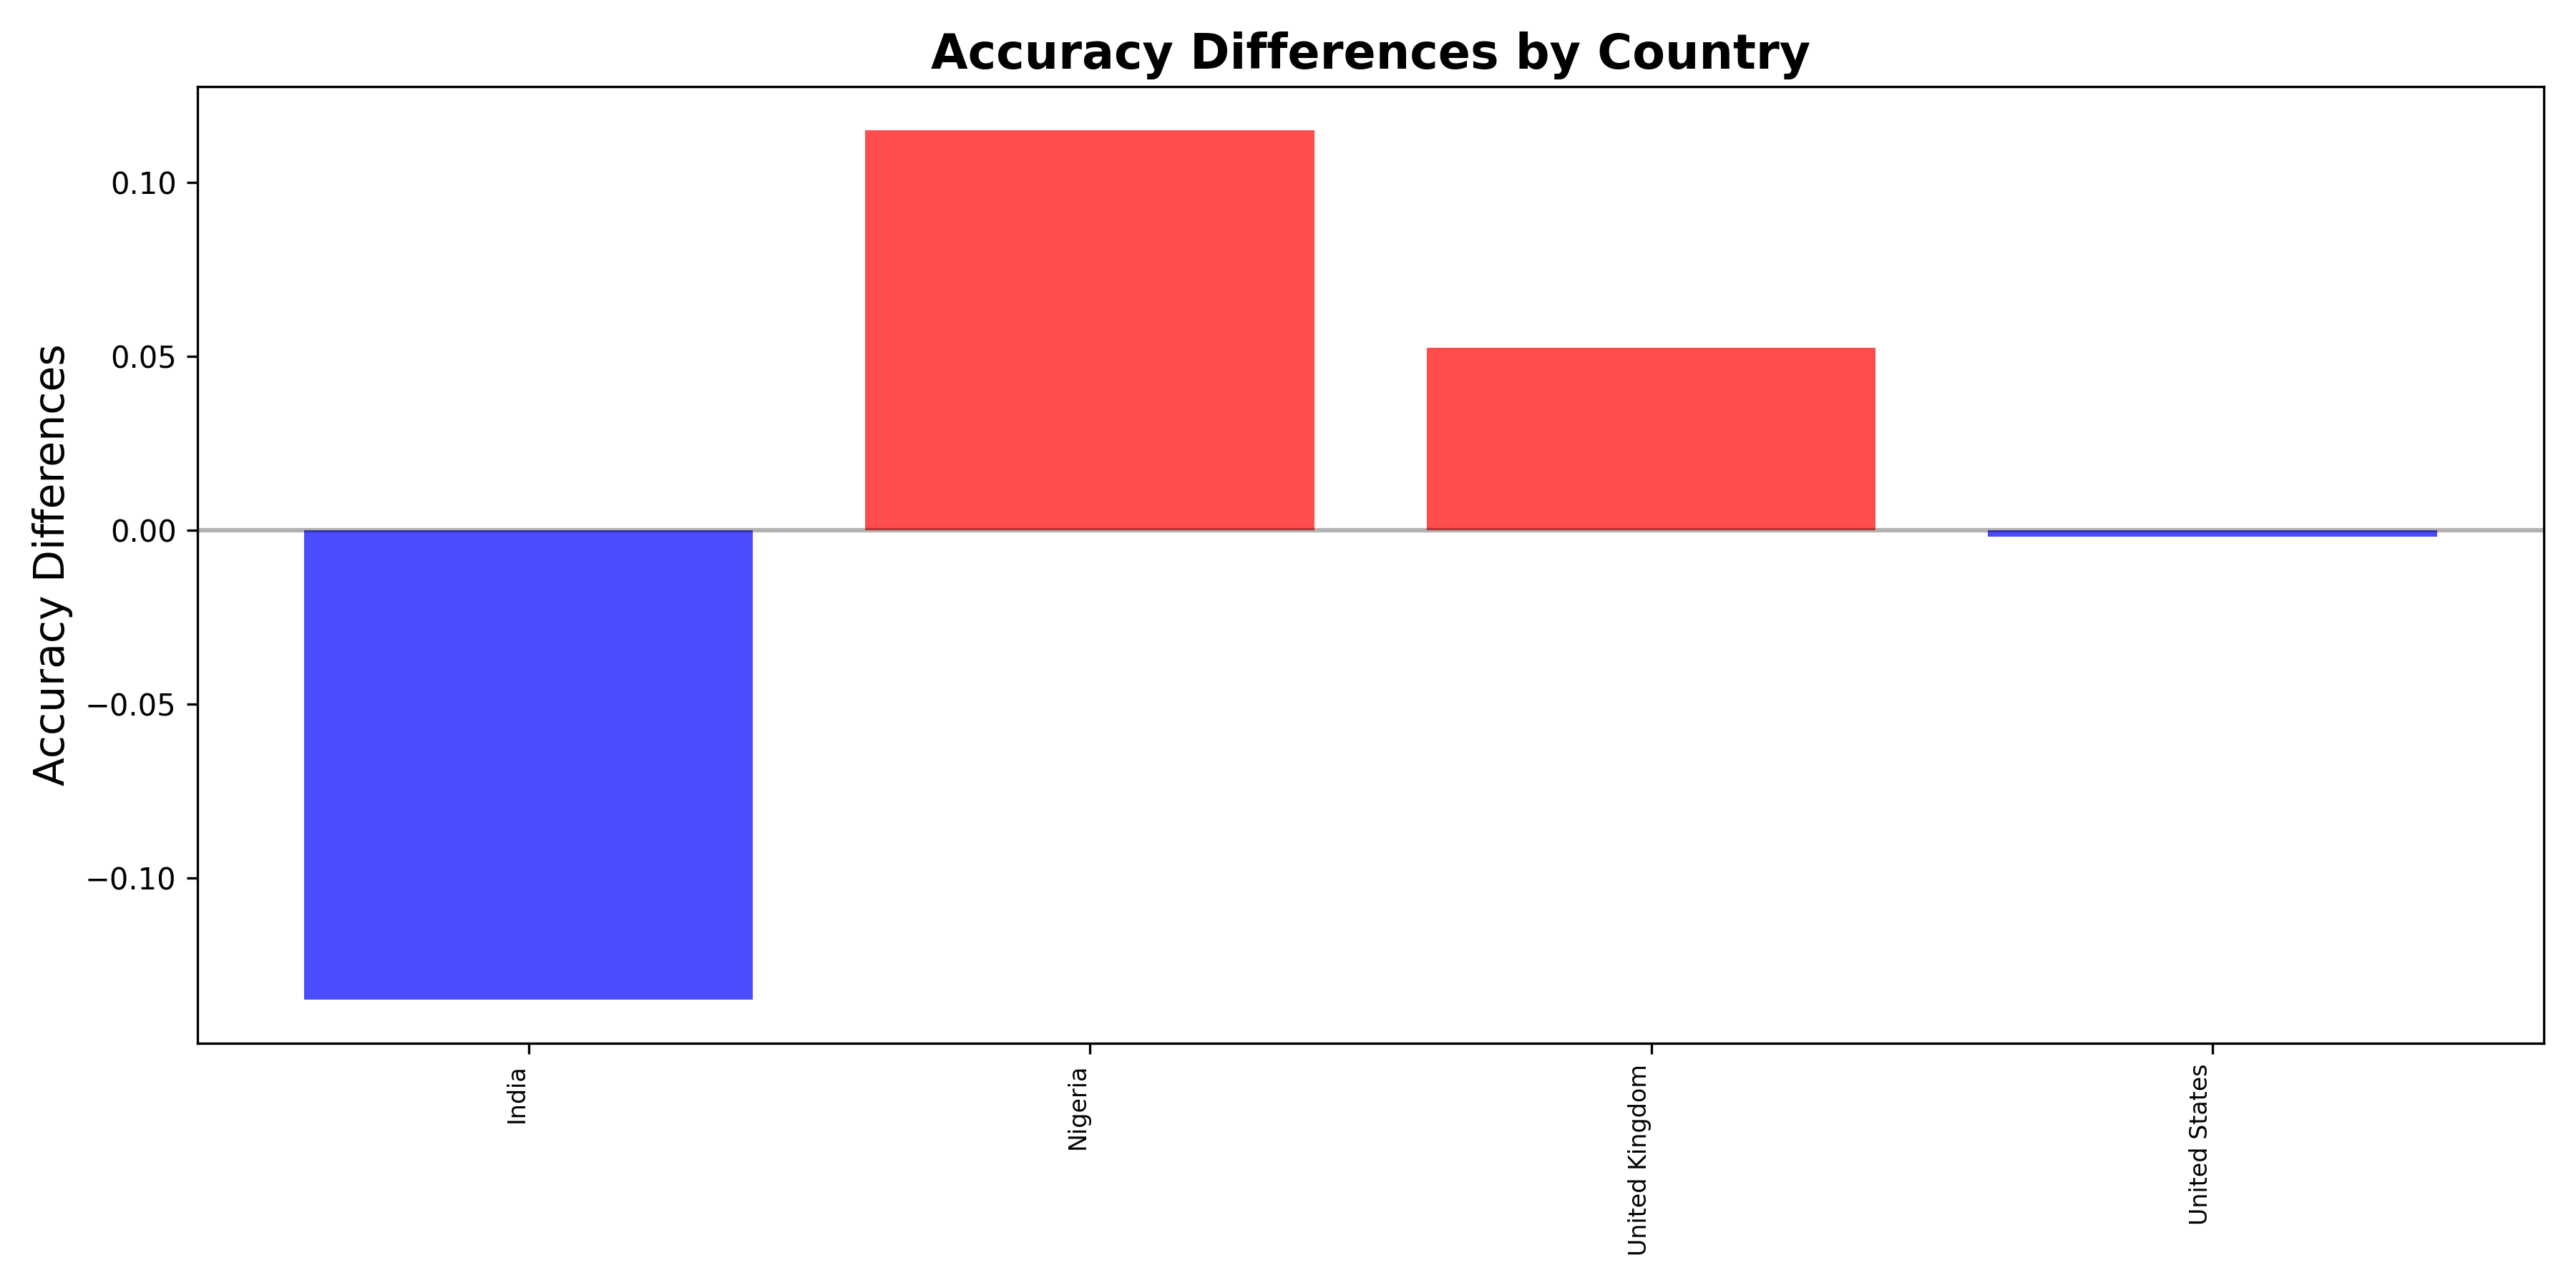 Accuracy Differences by Country
Accuracy Differences
0.10
0.05
0.00
−0.05
−0.10
India
Nigeria
United Kingdom
United States